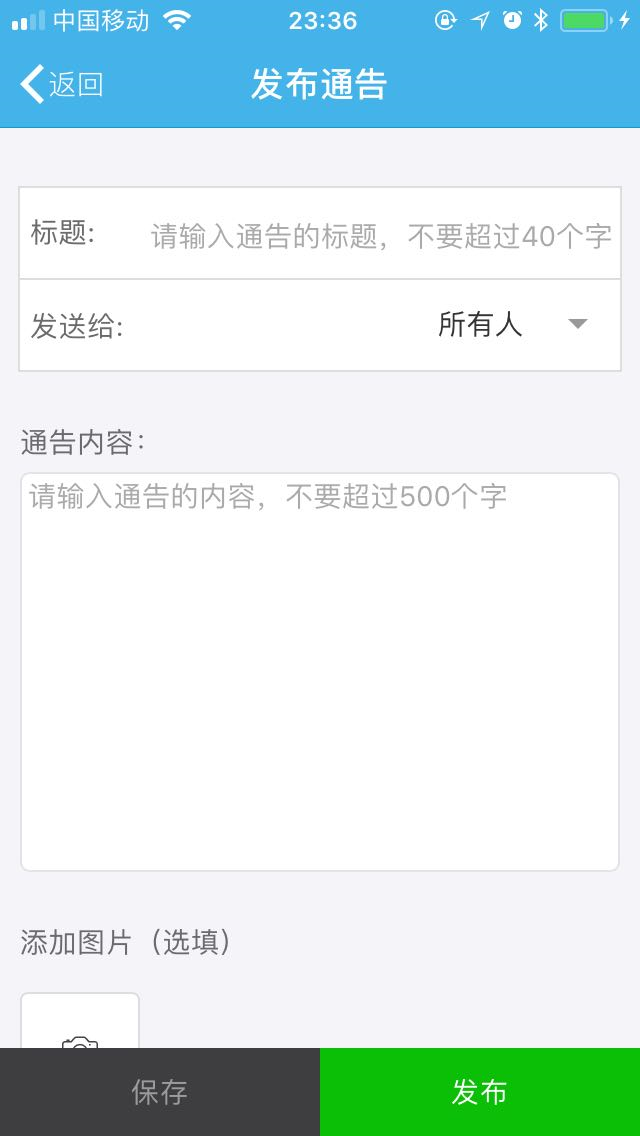 中国移动 23:36
返回 发布通告
标题: 请输入通告的标题，不要超过40个字
发送给: 所有人
通告内容:
请输入通告的内容，不要超过500个字
添加图片（选填）
保存 发布